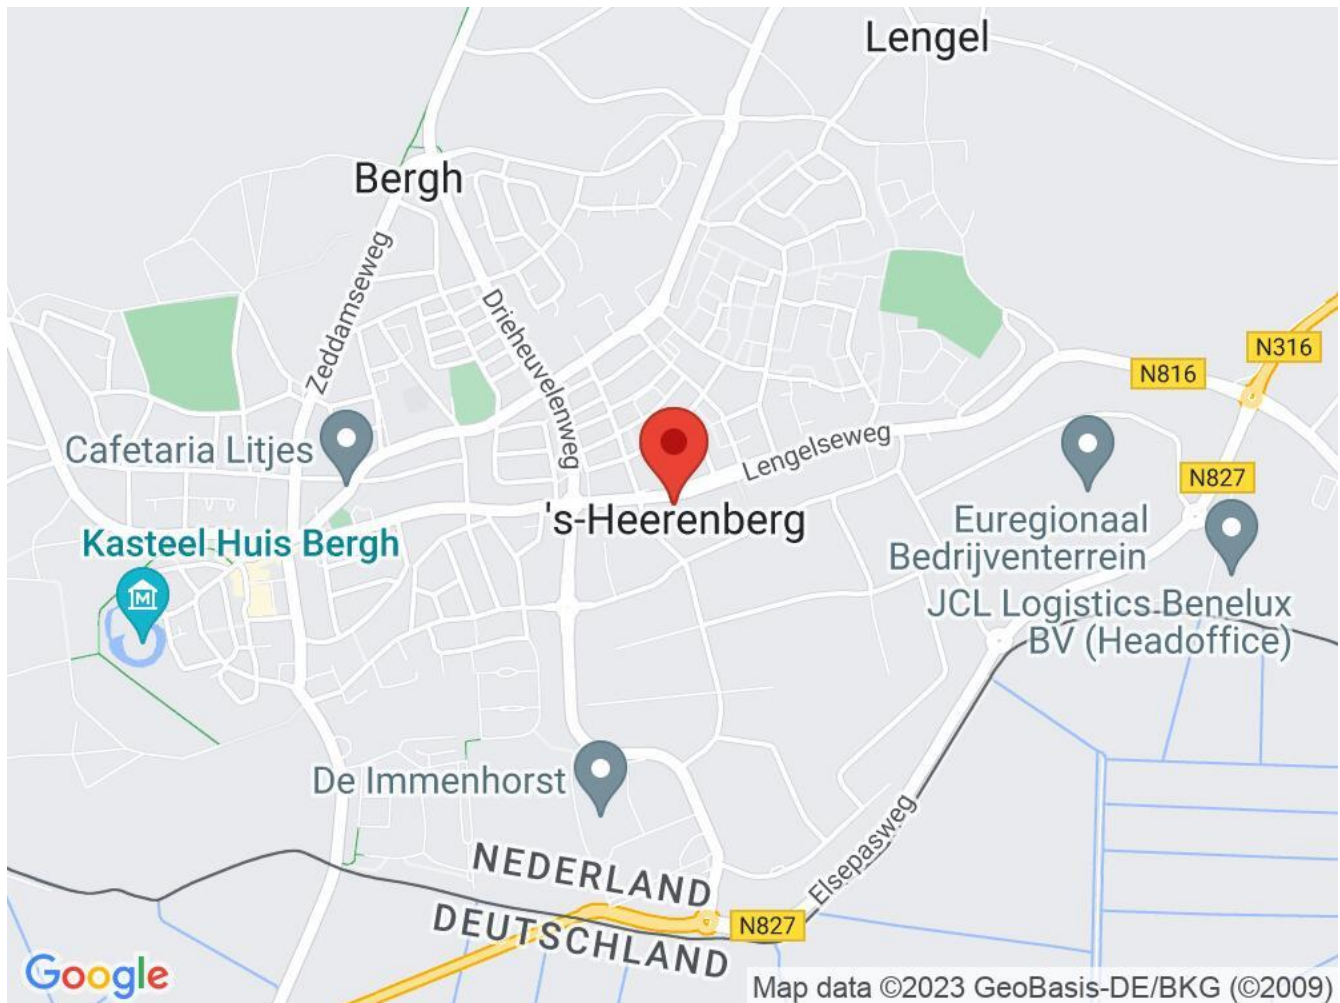 Lengel
Bergh
Zeddamseweg
Drieheuvelenweg
N316
N816
Cafetaria Litjes
Lengelseweg
N827
's-Heerenberg
Euregionaal
Bedrijventerrein
Kasteel Huis Bergh
M
JCL Logistics Benelux
BV (Headoffice)
De Immenhorst
Elsepasweg
NEDERLAND
DEUTSCHLAND
N827
Google
Map data ©2023 GeoBasis-DE/BKG (©2009)